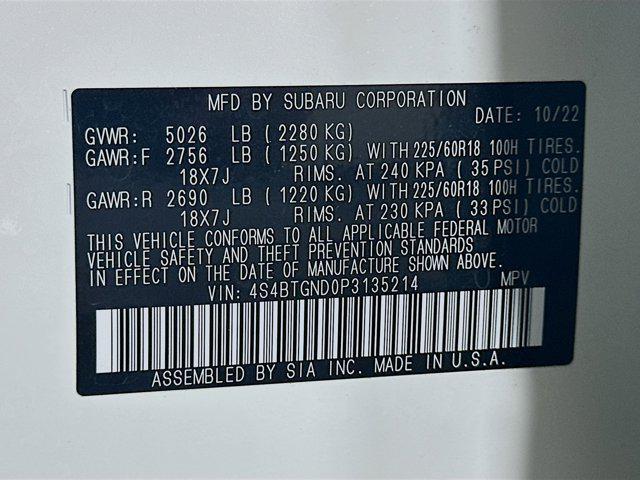 MFD BY SUBARU CORPORATION
DATE: 10/22
GVWR: 5026 LB ( 2280 KG)
GAWR:F 2756 LB ( 1250 KG) WITH 225/60R18 100H TIRES.
18X7J RIMS. AT 240 KPA ( 35 PSI) COLD
GAWR:R 2690 LB ( 1220 KG) WITH 225/60R18 100H TIRES.
18X7J RIMS. AT 230 KPA ( 33 PSI) COLD
THIS VEHICLE CONFORMS TO ALL APPLICABLE FEDERAL MOTOR
VEHICLE SAFETY AND THEFT PREVENTION STANDARDS
IN EFFECT ON THE DATE OF MANUFACTURE SHOWN ABOVE.
VIN: 4S4BTGND0P3135214 U MPV
ASSEMBLED BY SIA INC. MADE IN U.S.A.